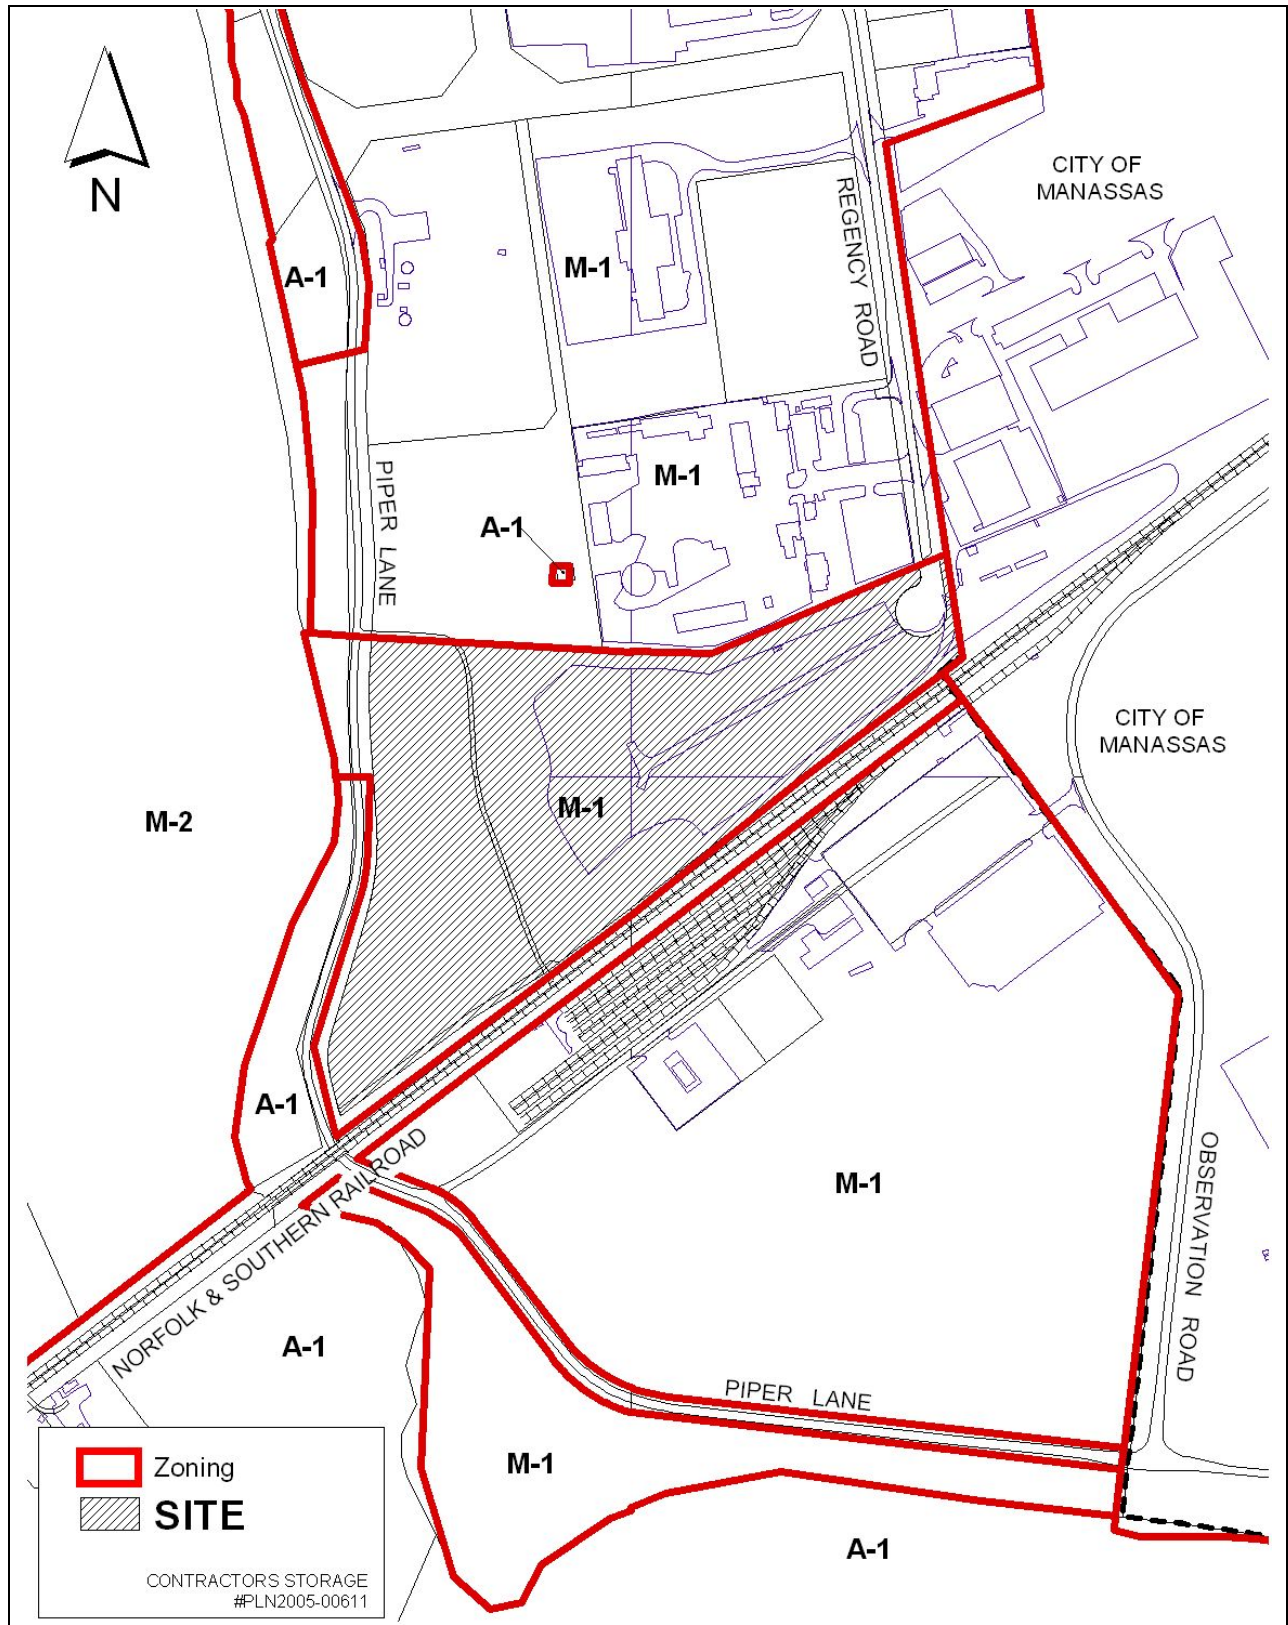 N
CITY OF
MANASSAS
A-1
M-1
REGENCY ROAD
PIPER LANE
M-1
A-1
CITY OF
MANASSAS
M-1
M-2
A-1
NORFOLK & SOUTHERN RAILROAD
M-1
OBSERVATION ROAD
A-1
PIPER LANE
M-1
A-1
Zoning
SITE
CONTRACTORS STORAGE
#PLN2005-00611